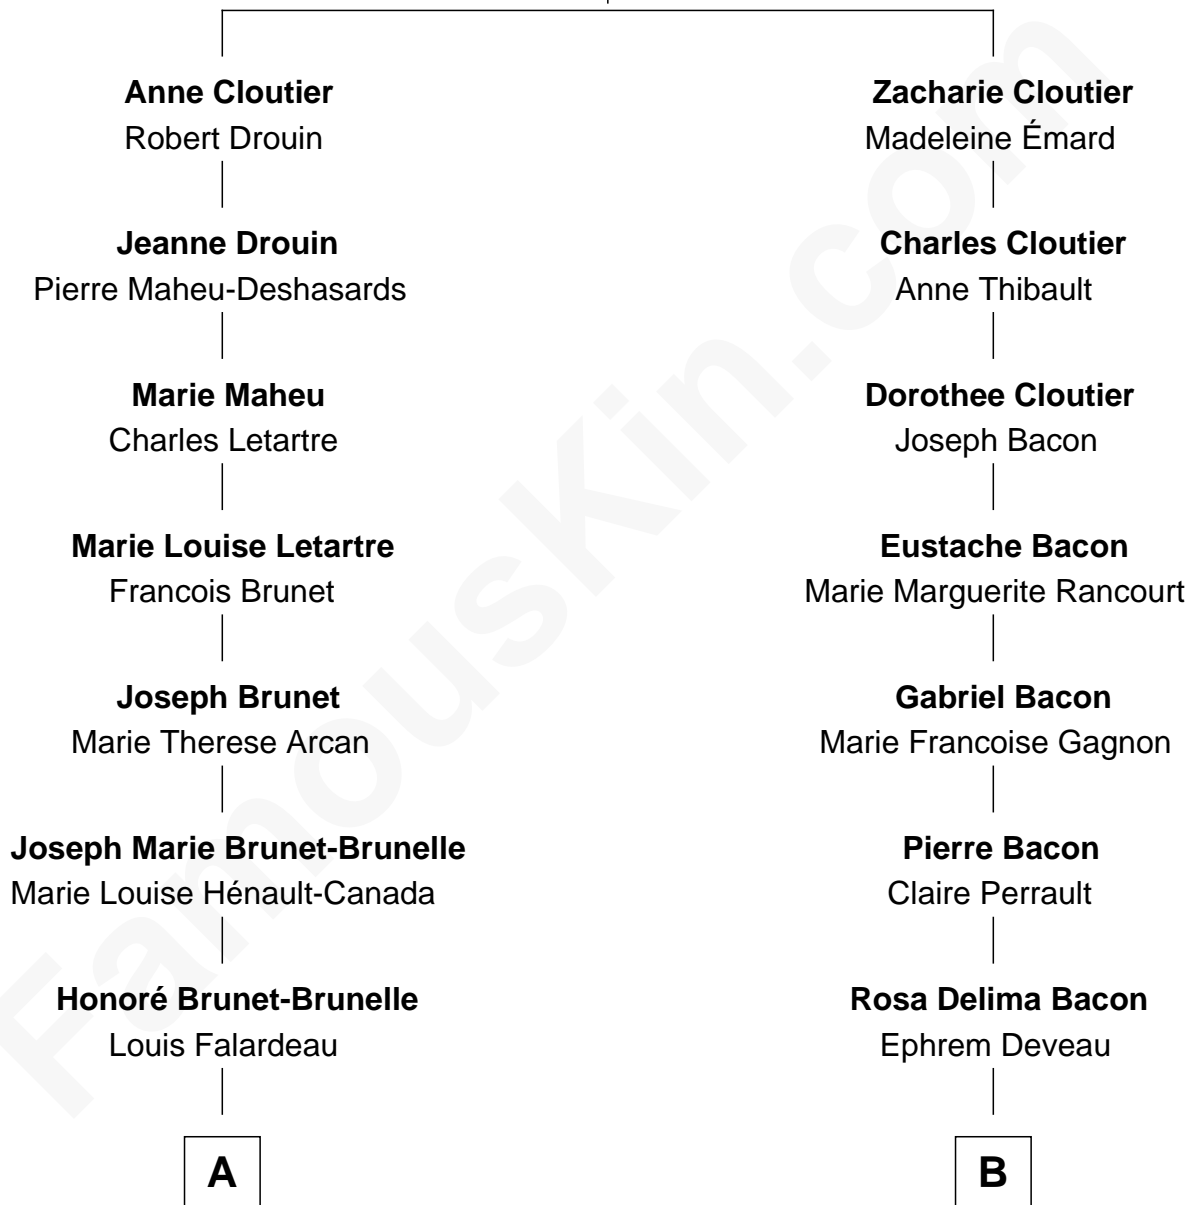 Anne Cloutier
Robert Drouin
Jeanne Drouin
Pierre Maheu-Deshasards
Marie Maheu
Charles Letartre
Marie Louise Letartre
Francois Brunet
Joseph Brunet
Marie Therese Arcan
Joseph Marie Brunet-Brunelle
Marie Louise Hénault-Canada
Honoré Brunet-Brunelle
Louis Falardeau
A
Zacharie Cloutier
Madeleine Émard
Charles Cloutier
Anne Thibault
Dorothee Cloutier
Joseph Bacon
Eustache Bacon
Marie Marguerite Rancourt
Gabriel Bacon
Marie Francoise Gagnon
Pierre Bacon
Claire Perrault
Rosa Delima Bacon
Ephrem Deveau
B
FamousKin.com